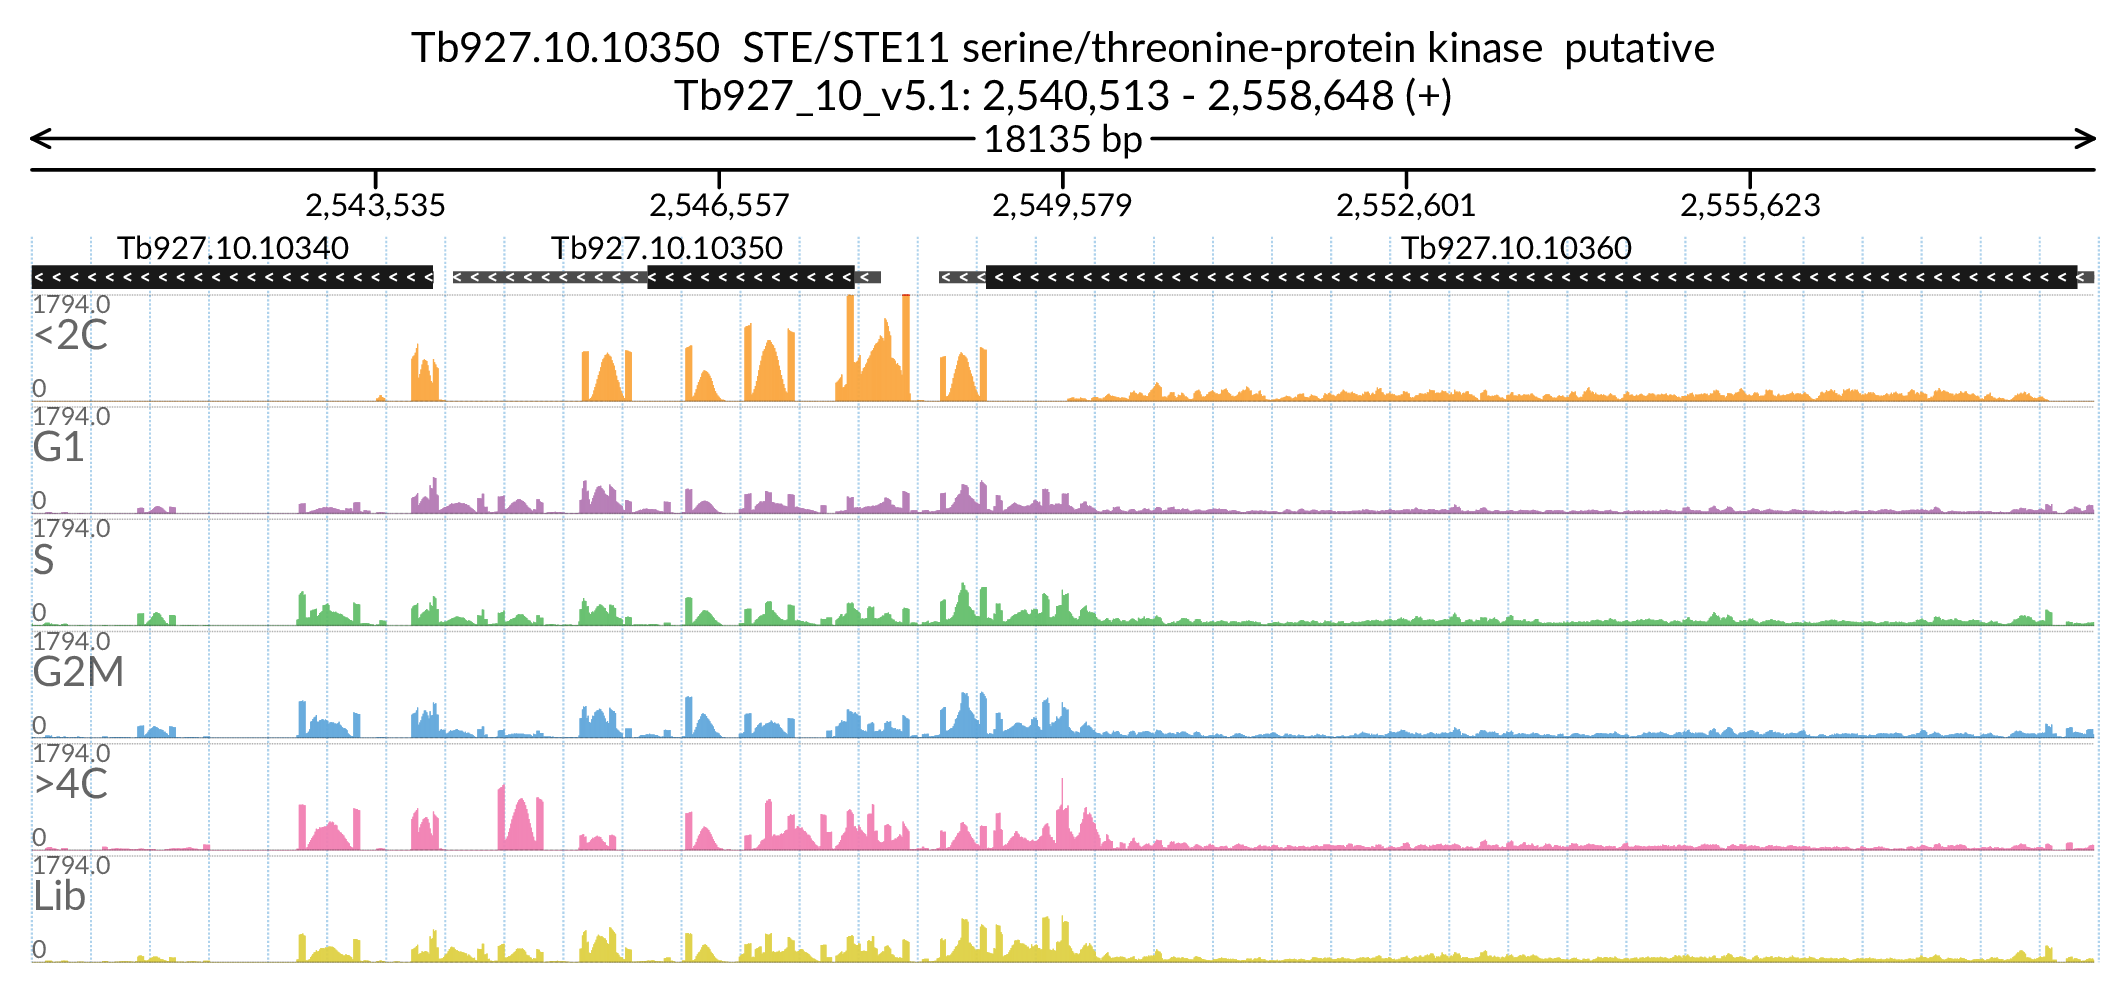 Tb927.10.10350  STE/STE11 serine/threonine-protein kinase  putative
Tb927_10_v5.1: 2,540,513 - 2,558,648 (+)
18135 bp
2,543,535 2,546,557 2,549,579 2,552,601 2,555,623
Tb927.10.10340 Tb927.10.10350 Tb927.10.10360
1794.0
<2C
0
1794.0
G1
0
1794.0
S
0
1794.0
G2M
0
1794.0
>4C
0
1794.0
Lib
0